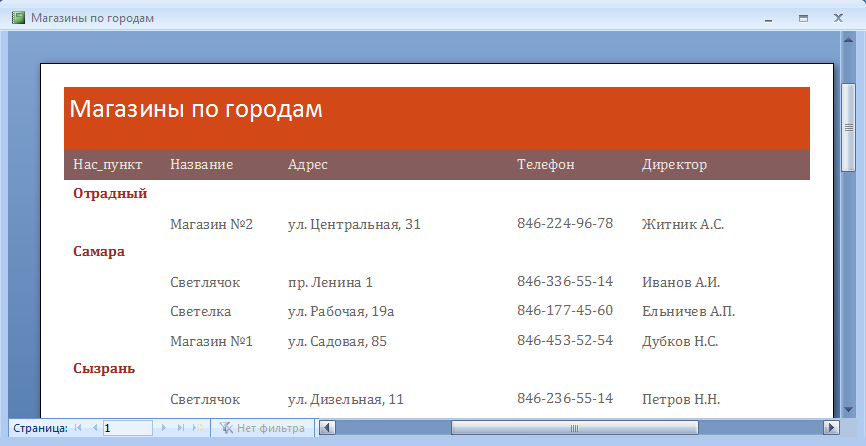 Магазины по городам
Магазины по городам
Нас_пункт Название Адрес Телефон Директор
Отрадный
Магазин №2 ул. Центральная, 31 846-224-96-78 Житник А.С.
Самара
Светлячок пр. Ленина 1 846-336-55-14 Иванов А.И.
Светелка ул. Рабочая, 19а 846-177-45-60 Ельничев А.П.
Магазин №1 ул. Садовая, 85 846-453-52-54 Дубков Н.С.
Сызрань
Светлячок ул. Дизельная, 11 846-236-55-14 Петров Н.Н.
Страница: 1 Нет фильтра